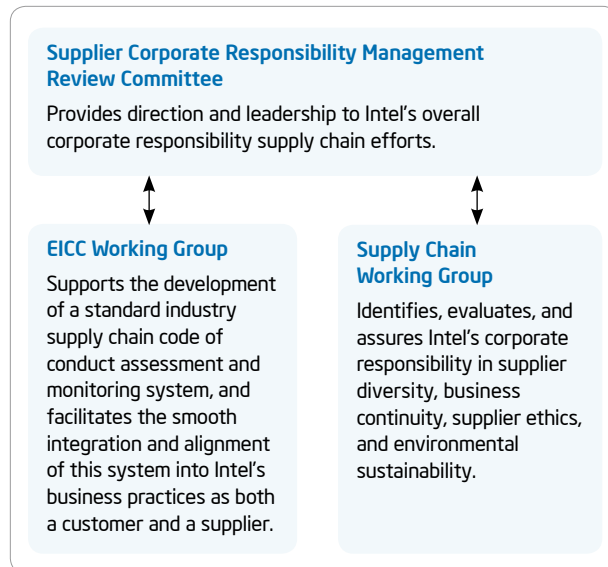 Supplier Corporate Responsibility Management
Review Committee
Provides direction and leadership to Intel's overall
corporate responsibility supply chain efforts.
EICC Working Group
Supports the development
of a standard industry
supply chain code of
conduct assessment and
monitoring system, and
facilitates the smooth
integration and alignment
of this system into Intel's
business practices as both
a customer and a supplier.
Supply Chain
Working Group
Identifies, evaluates, and
assures Intel's corporate
responsibility in supplier
diversity, business
continuity, supplier ethics,
and environmental
sustainability.